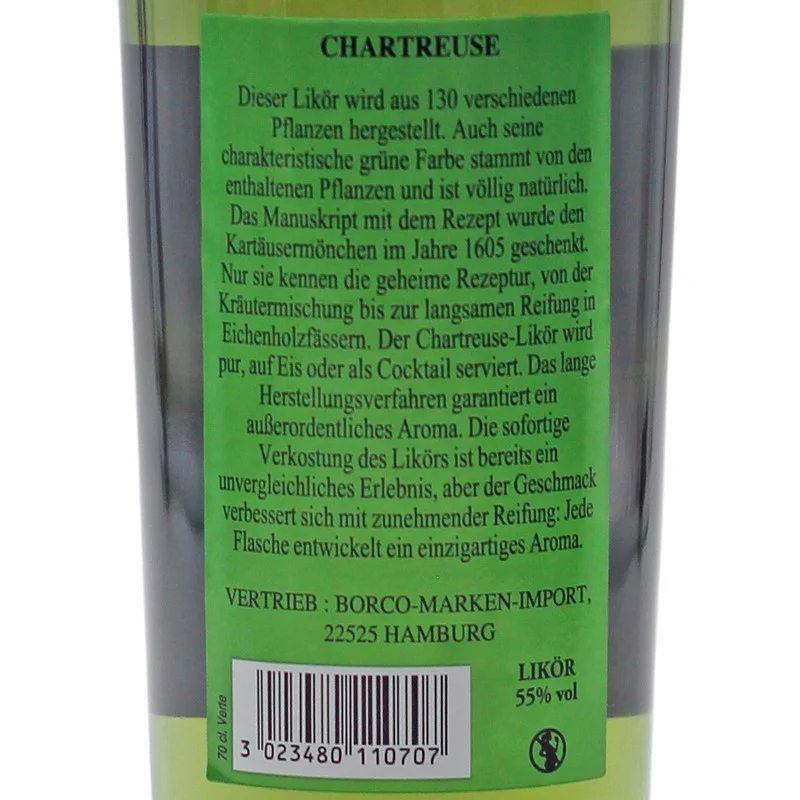 CHARTREUSE
Dieser Likör wird aus 130 verschiedenen
Pflanzen hergestellt. Auch seine
charakteristische grüne Farbe stammt von den
enthaltenen Pflanzen und ist völlig natürlich.
Das Manuskript mit dem Rezept wurde den
Kartäusermönchen im Jahre 1605 geschenkt.
Nur sie kennen die geheime Rezeptur, von der
Kräutermischung bis zur langsamen Reifung in
Eichenholzfässern. Der Chartreuse-Likör wird
pur, auf Eis oder als Cocktail serviert. Das lange
Herstellungsverfahren garantiert ein
außerordentliches Aroma. Die sofortige
Verkostung des Likörs ist bereits ein
unvergleichliches Erlebnis, aber der Geschmack
verbessert sich mit zunehmender Reifung: Jede
Flasche entwickelt ein einzigartiges Aroma.
VERTRIEB : BORCO-MARKEN-IMPORT,
22525 HAMBURG
LIKÖR
55% vol
70 cl. Verte
3 023480 110707